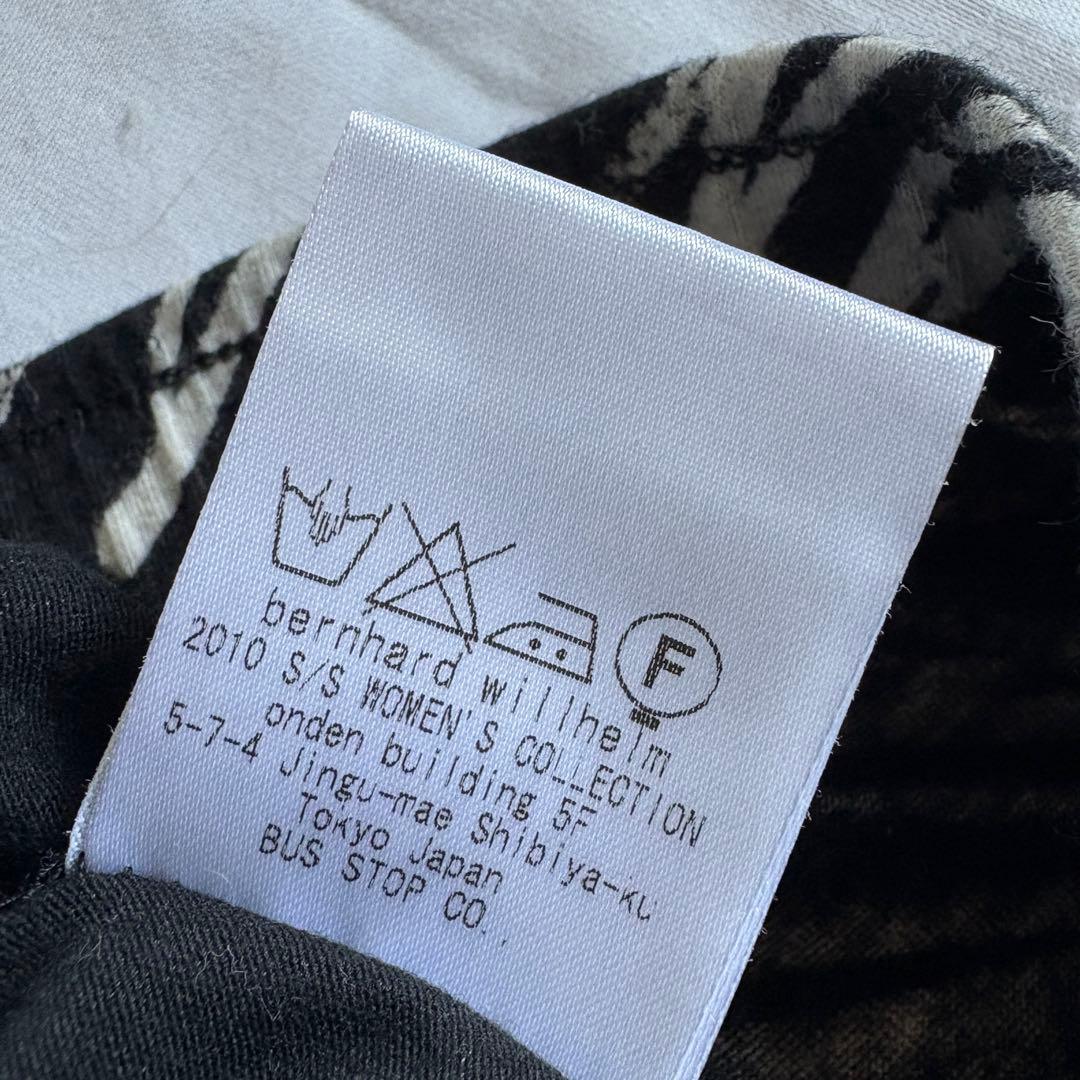 F
bernhard willhelm
2010 S/S WOMEN'S COLLECTION
onden building 5F
5-7-4 Jingu-mae Shibiya-ku
Tokyo Japan
BUS STOP CO.,